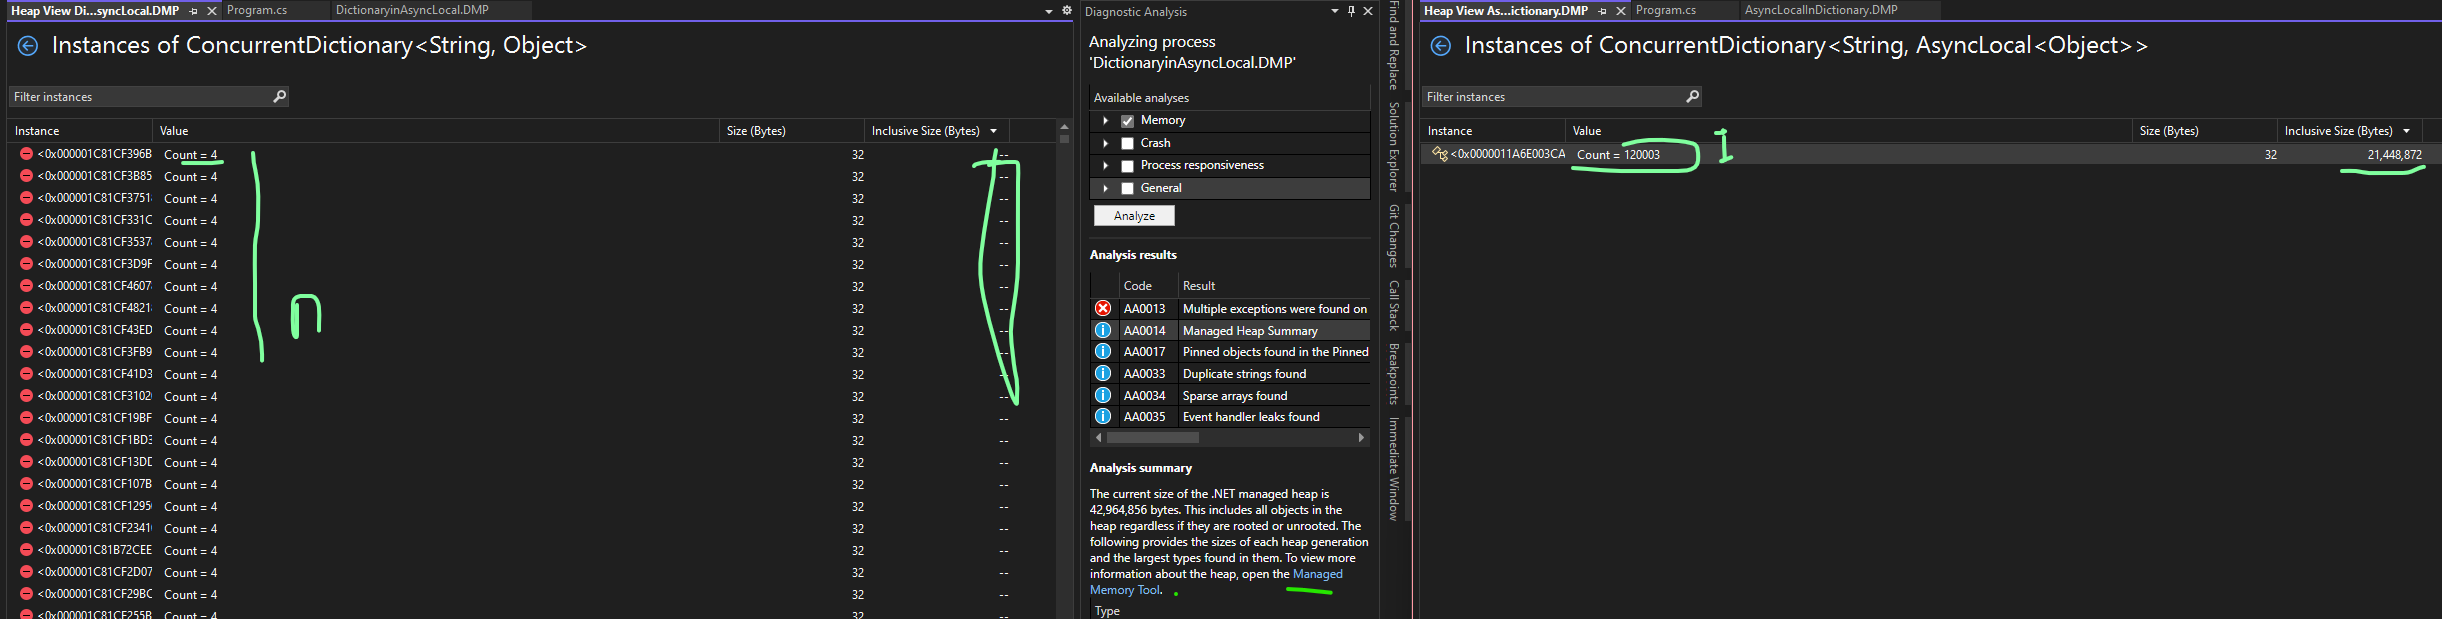 Heap View Di...syncLocal.DMP
Program.cs
DictionaryinAsyncLocal.DMP
Instances of ConcurrentDictionary<String, Object>
Filter instances
Instance Value Size (Bytes) Inclusive Size (Bytes)
<0x000001C81CF396B Count = 4 32 --
<0x000001C81CF3B85 Count = 4 32 --
<0x000001C81CF3751 Count = 4 32 --
<0x000001C81CF331C Count = 4 32 --
<0x000001C81CF3537 Count = 4 32 --
<0x000001C81CF3D9F Count = 4 32 --
<0x000001C81CF4607 Count = 4 32 --
<0x000001C81CF4821 Count = 4 32 --
<0x000001C81CF43ED Count = 4 32 --
<0x000001C81CF3FB9 Count = 4 32 --
<0x000001C81CF41D3 Count = 4 32 --
<0x000001C81CF3102 Count = 4 32 --
<0x000001C81CF19BF Count = 4 32 --
<0x000001C81CF1BD3 Count = 4 32 --
<0x000001C81CF13DD Count = 4 32 --
<0x000001C81CF107B Count = 4 32 --
<0x000001C81CF1295 Count = 4 32 --
<0x000001C81CF2341 Count = 4 32 --
<0x000001C81B72CEE Count = 4 32 --
<0x000001C81CF2D07 Count = 4 32 --
<0x000001C81CF29BC Count = 4 32 --
<0x000001C81CF255B Count = 4 32 --
n
Diagnostic Analysis
Analyzing process
'DictionaryinAsyncLocal.DMP'
Available analyses
Memory
Crash
Process responsiveness
General
Analyze
Analysis results
Code Result
AA0013 Multiple exceptions were found on
AA0014 Managed Heap Summary
AA0017 Pinned objects found in the Pinned
AA0033 Duplicate strings found
AA0034 Sparse arrays found
AA0035 Event handler leaks found
Analysis summary
The current size of the .NET managed heap is
42,964,856 bytes. This includes all objects in the
heap regardless if they are rooted or unrooted. The
following provides the sizes of each heap generation
and the largest types found in them. To view more
information about the heap, open the Managed
Memory Tool.
Type
Find and Replace
Solution Explorer
Git Changes
Call Stack
Breakpoints
Immediate Window
Heap View As...ictionary.DMP
Program.cs
AsyncLocalInDictionary.DMP
Instances of ConcurrentDictionary<String, AsyncLocal<Object>>
Filter instances
Instance Value Size (Bytes) Inclusive Size (Bytes)
<0x0000011A6E003CA Count = 120003 32 21,448,872
1